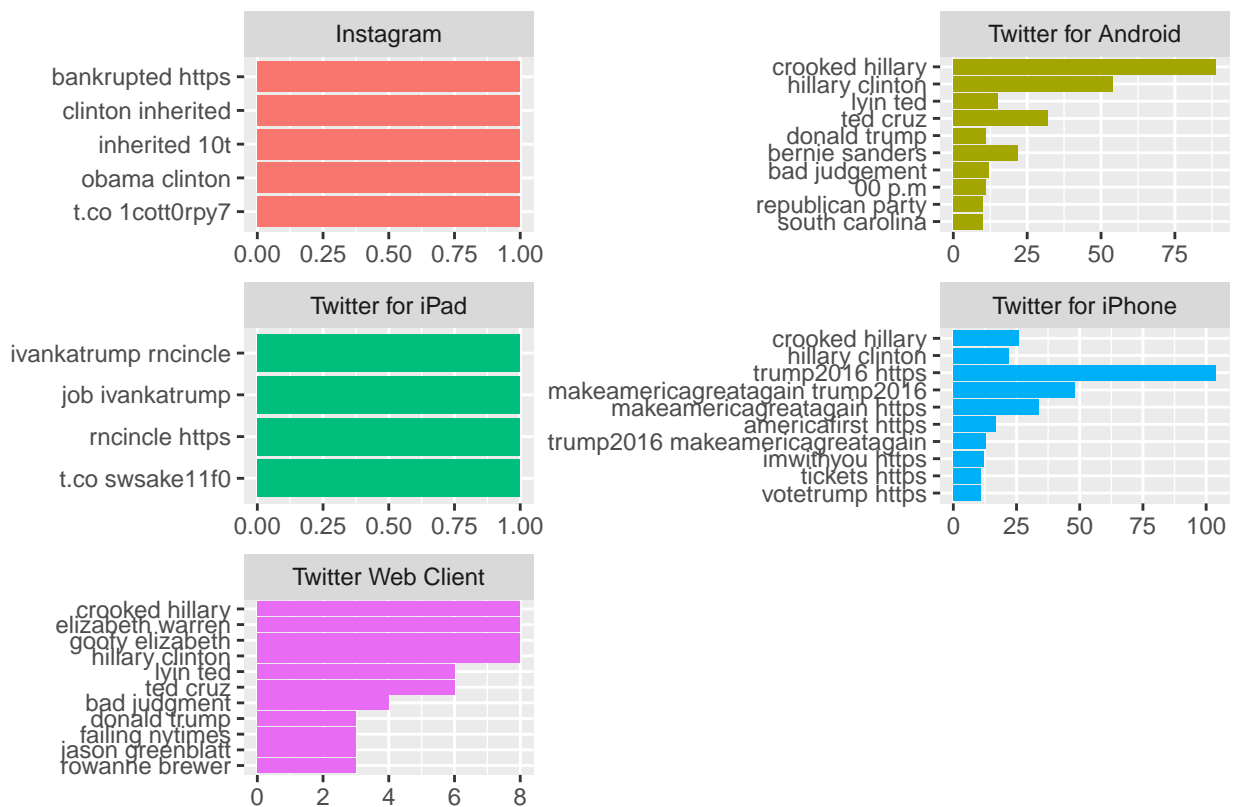 Instagram
bankrupted https
clinton inherited
inherited 10t
obama clinton
t.co 1cott0rpy7
0.00 0.25 0.50 0.75 1.00
Twitter for Android
crooked hillary
hillary clinton
lyin ted
ted cruz
donald trump
bernie sanders
bad judgement
00 p.m
republican party
south carolina
0 25 50 75
Twitter for iPad
ivankatrump rncincle
job ivankatrump
rncincle https
t.co swsake11f0
0.00 0.25 0.50 0.75 1.00
Twitter for iPhone
crooked hillary
hillary clinton
trump2016 https
makeamericagreatagain trump2016
makeamericagreatagain https
americafirst https
trump2016 makeamericagreatagain
imwithyou https
tickets https
votetrump https
0 25 50 75 100
Twitter Web Client
crooked hillary
elizabeth warren
goofy elizabeth
hillary clinton
lyin ted
ted cruz
bad judgment
donald trump
failing nytimes
jason greenblatt
rowanne brewer
0 2 4 6 8